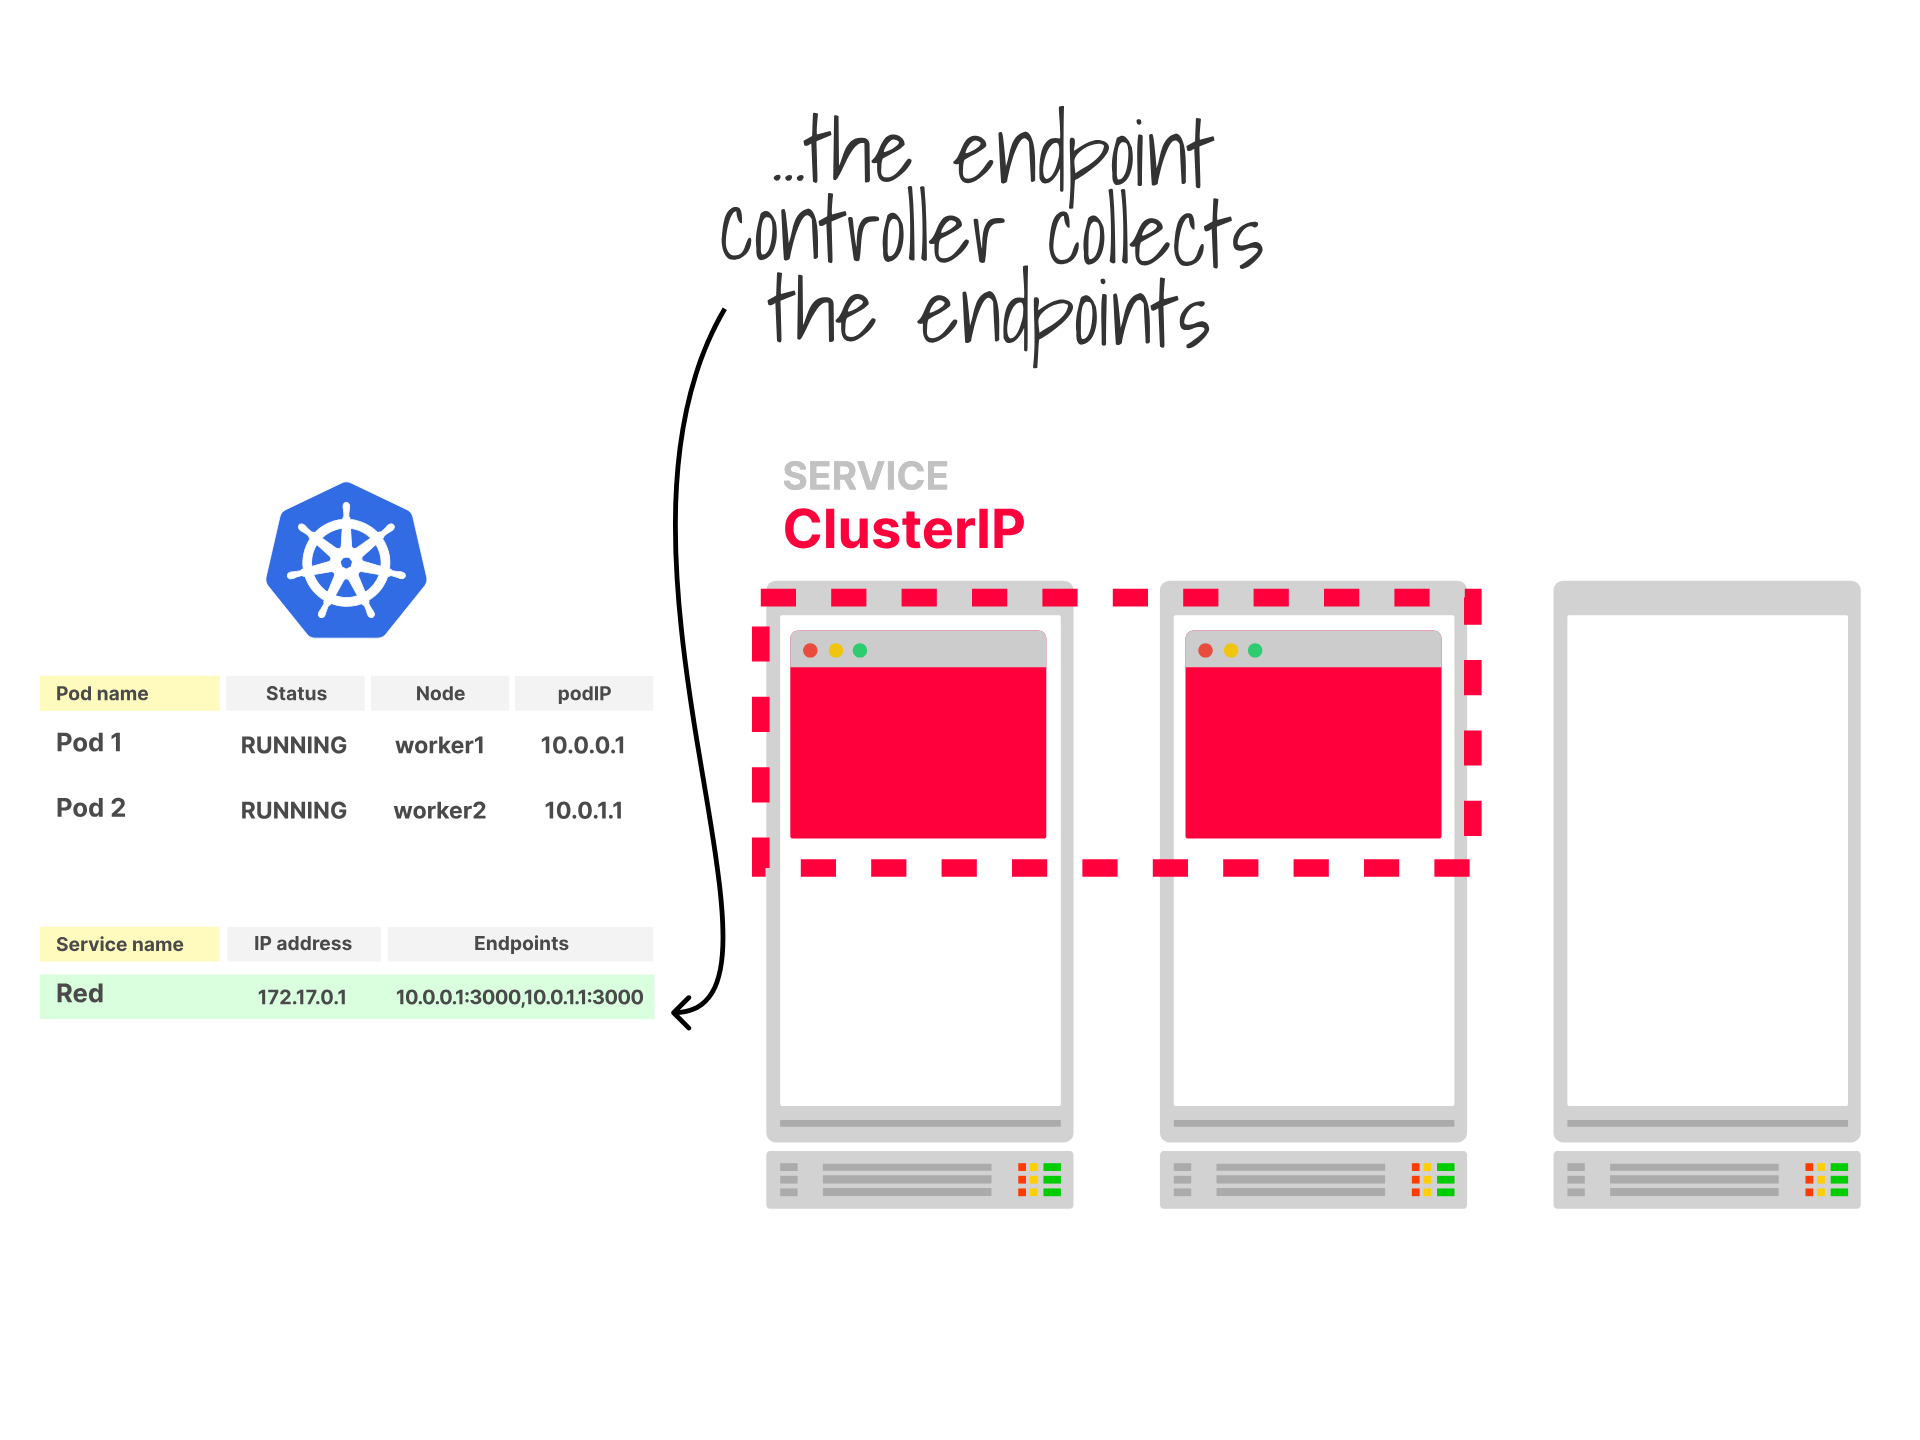 ...the endpoint
controller collects
the endpoints
SERVICE
ClusterIP
Pod name Status Node podIP
Pod 1 RUNNING worker1 10.0.0.1
Pod 2 RUNNING worker2 10.0.1.1
Service name IP address Endpoints
Red 172.17.0.1 10.0.0.1:3000,10.0.1.1:3000